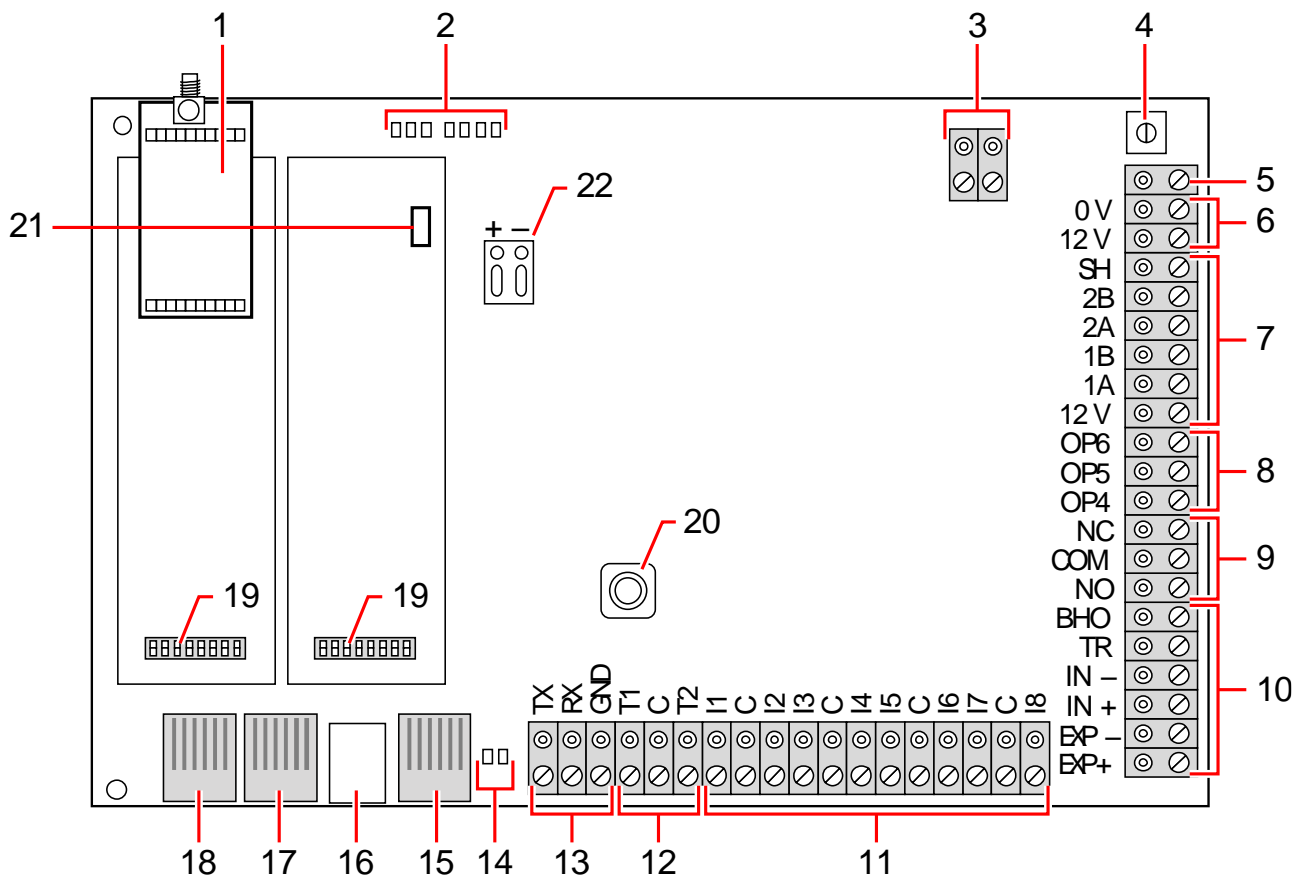 1 2 3 4
5
22
21
+ –
0 V
6
12 V
SH
2B
2A
7
1B
1A
12 V
OP6
OP5
8
OP4
20
NC
COM
9
NO
19 19
BHO
TR
IN –
10
IN +
EXP –
EXP+
TX RX GND T1 C T2 I1 C I2 I3 C I4 I5 C I6 I7 C I8
18 17 16 15 14 13 12 11